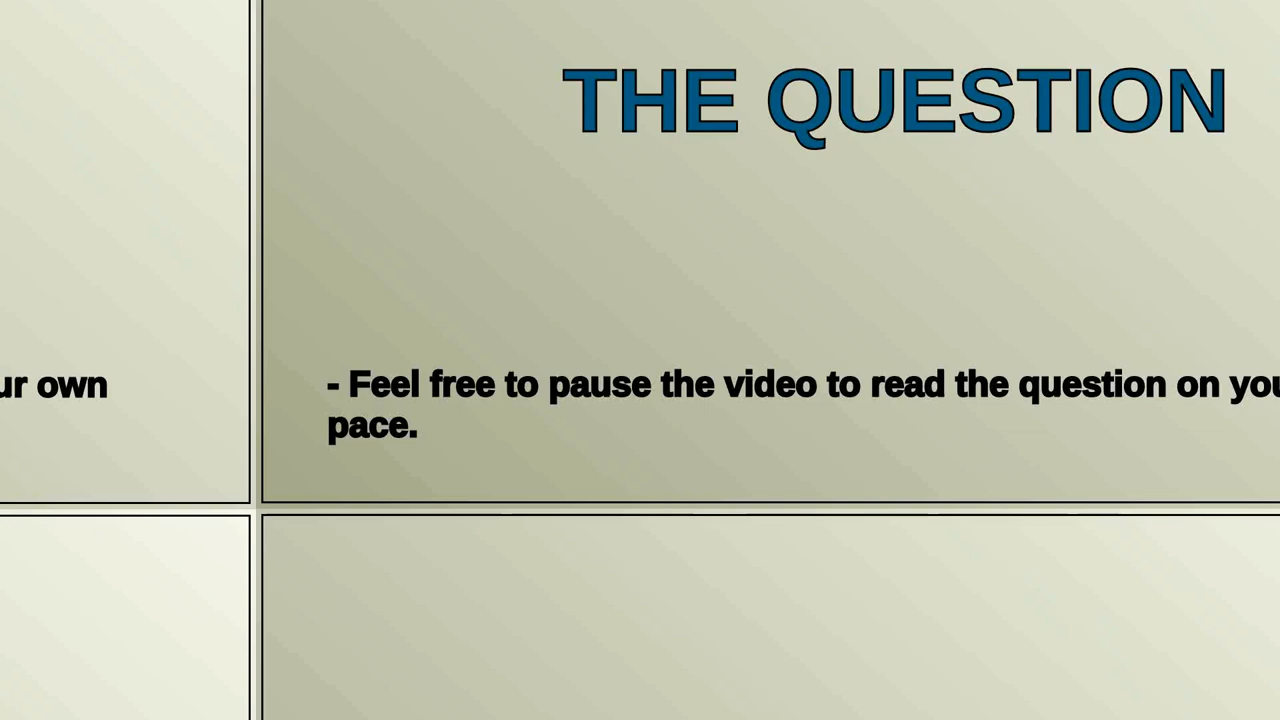 THE QUESTION
ur own
- Feel free to pause the video to read the question on you
pace.